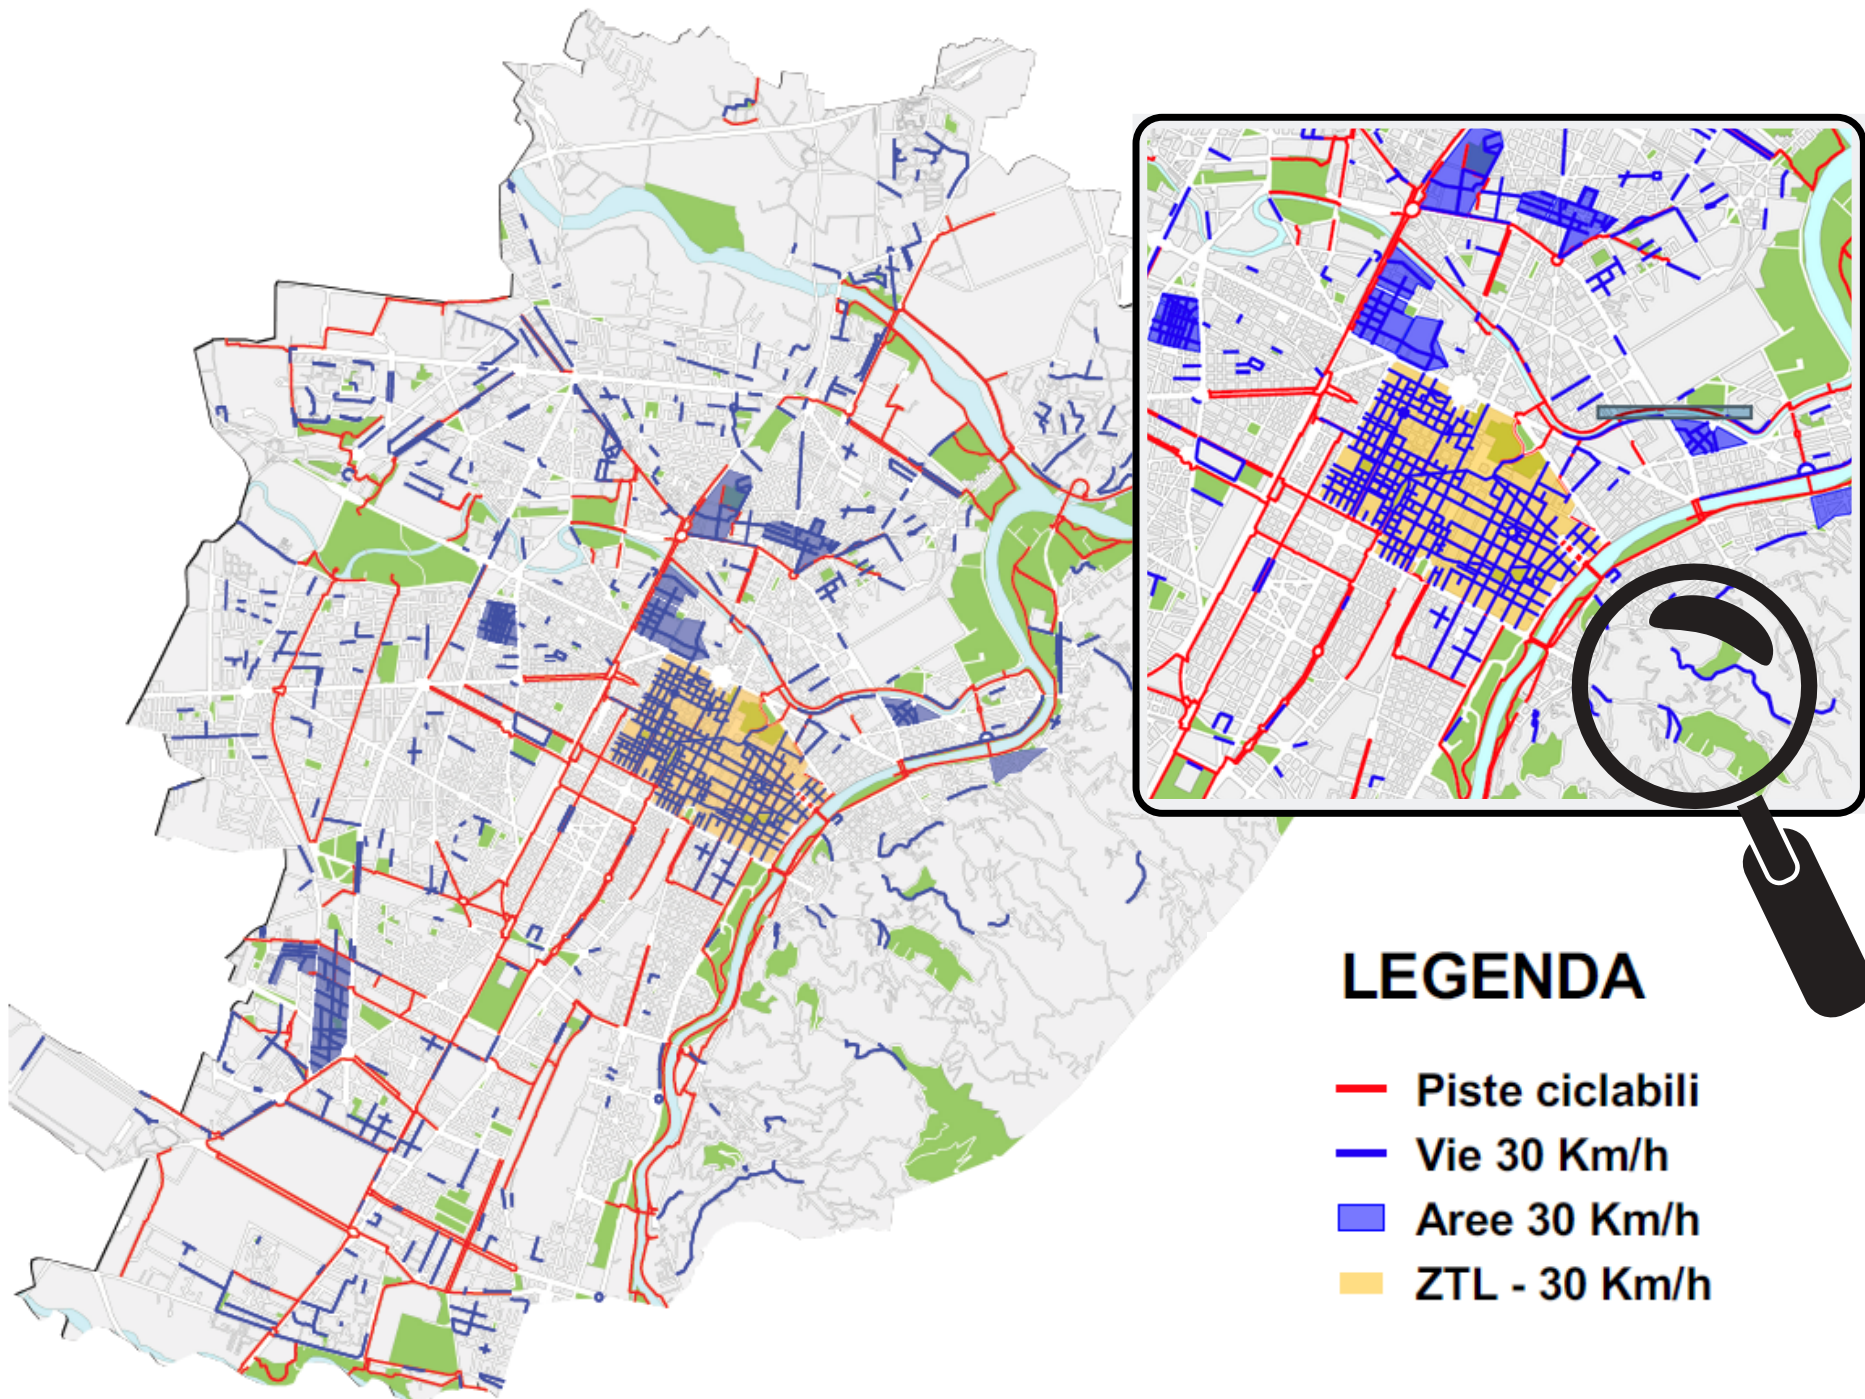 LEGENDA
Piste ciclabili
Vie 30 Km/h
Aree 30 Km/h
ZTL - 30 Km/h